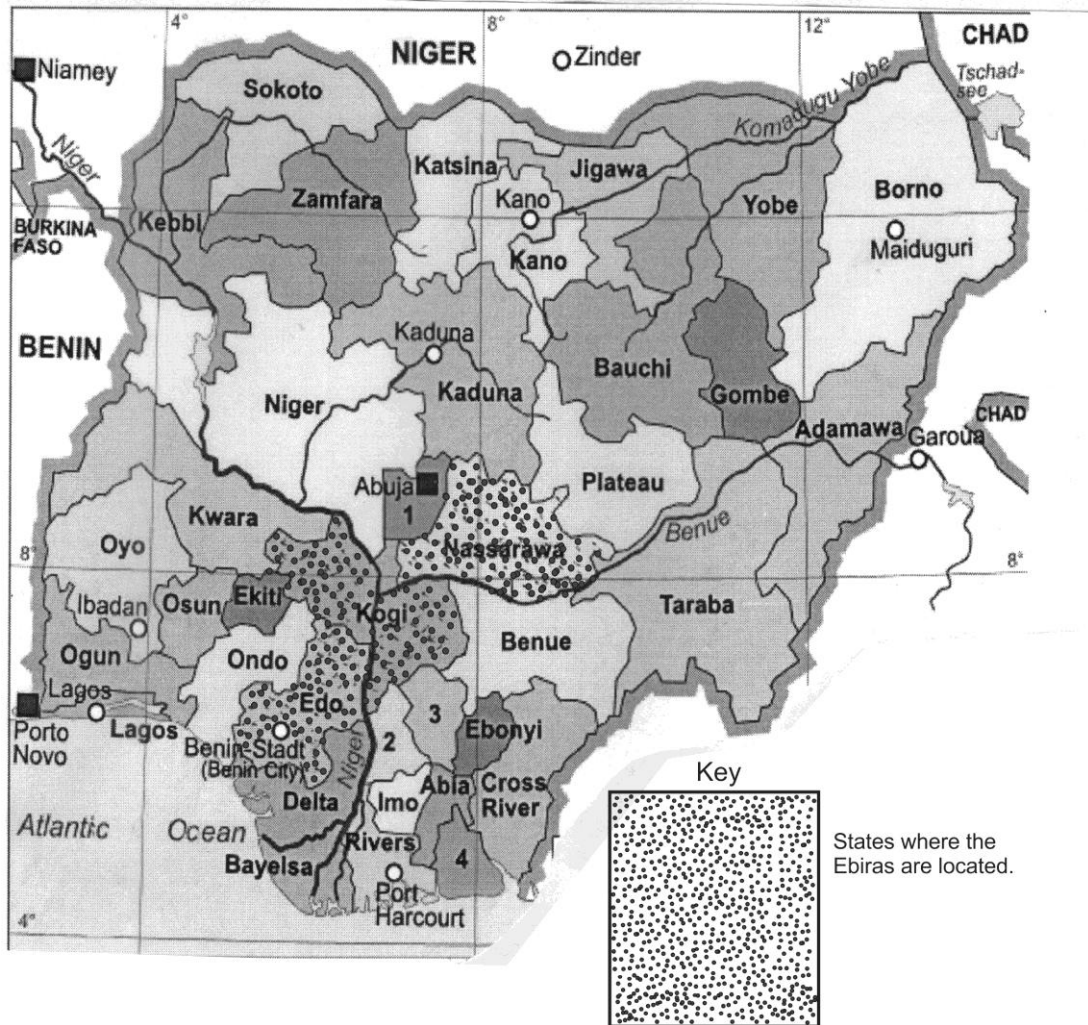 4°
8°
12°
NIGER
CHAD
Niamey
Zinder
Tschad-
see
Sokoto
Komadugu Yobe
Niger
Katsina
Jigawa
Kano
Zamfara
Yobe
Borno
Kebbi
BURKINA
FASO
Maiduguri
Kano
Kaduna
BENIN
Bauchi
Kaduna
Gombe
Niger
CHAD
Adamawa
Garoua
Abuja
Plateau
1
Benue
Kwara
Nassarawa
Oyo
8°
8°
Ekiti
Kogi
Taraba
Ibadan
Osun
Benue
Ogun
Ondo
Lagos
Edo
3
Ebonyi
Porto
Novo
Lagos
2
Benin-Stadt
(Benin City)
Niger
Abia
Cross
River
Delta
Imo
Atlantic Ocean
Rivers
4
Bayelsa
Port
Harcourt
4°
Key
States where the
Ebiras are located.